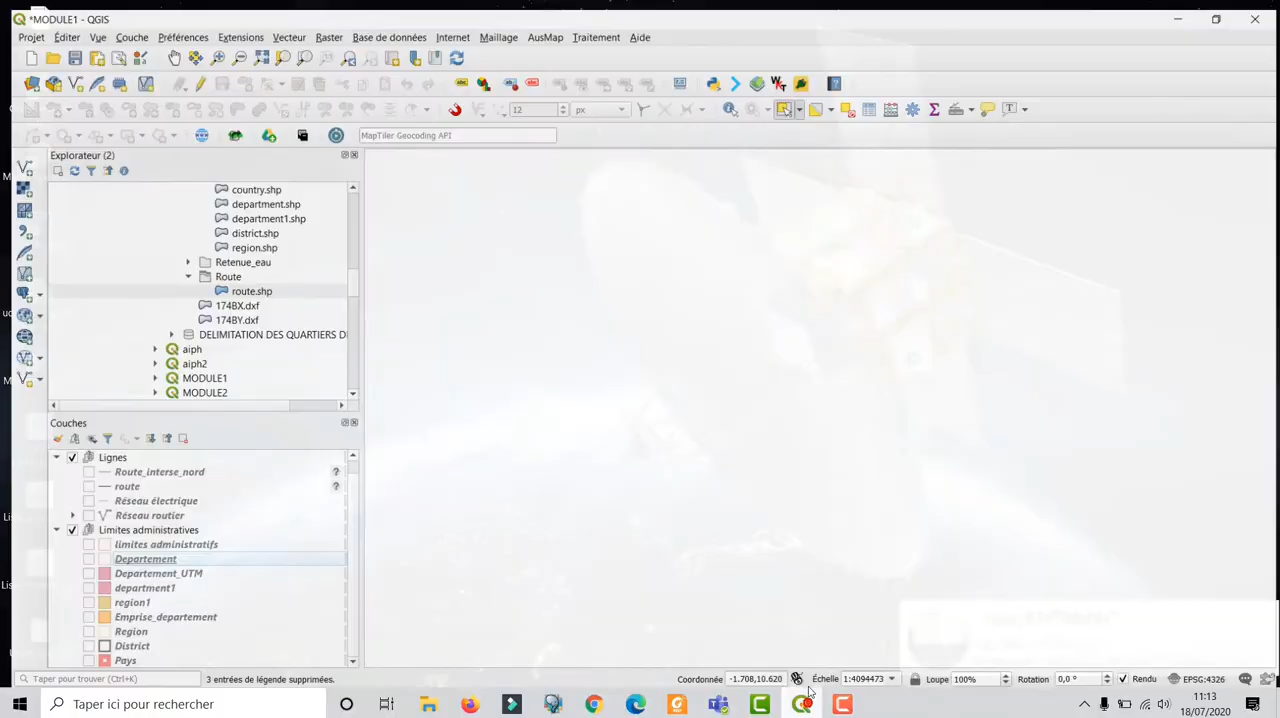 *MODULE1 - QGIS
Projet Éditer Vue Couche Préférences Extensions Vecteur Raster Base de données Internet Maillage AusMap Traitement Aide
abc abc abc
12 px
MapTiler Geocoding API
Explorateur (2)
country.shp
department.shp
department1.shp
district.shp
region.shp
Retenue_eau
Route
route.shp
174BX.dxf
174BY.dxf
DELIMITATION DES QUARTIERS D
aiph
aiph2
MODULE1
MODULE2
Couches
Lignes
Route_interse_nord ?
route ?
Réseau électrique
Réseau routier
Limites administratives
limites administratifs
Departement
Departement_UTM
department1
region1
Emprise_departement
Region
District
Pays
Taper pour trouver (Ctrl+K) 3 entrées de légende supprimées. Coordonnée -1.708,10.620 Échelle 1:4094473 Loupe 100% Rotation 0,0 ° Rendu EPSG:4326
Taper ici pour rechercher 11:13
18/07/2020